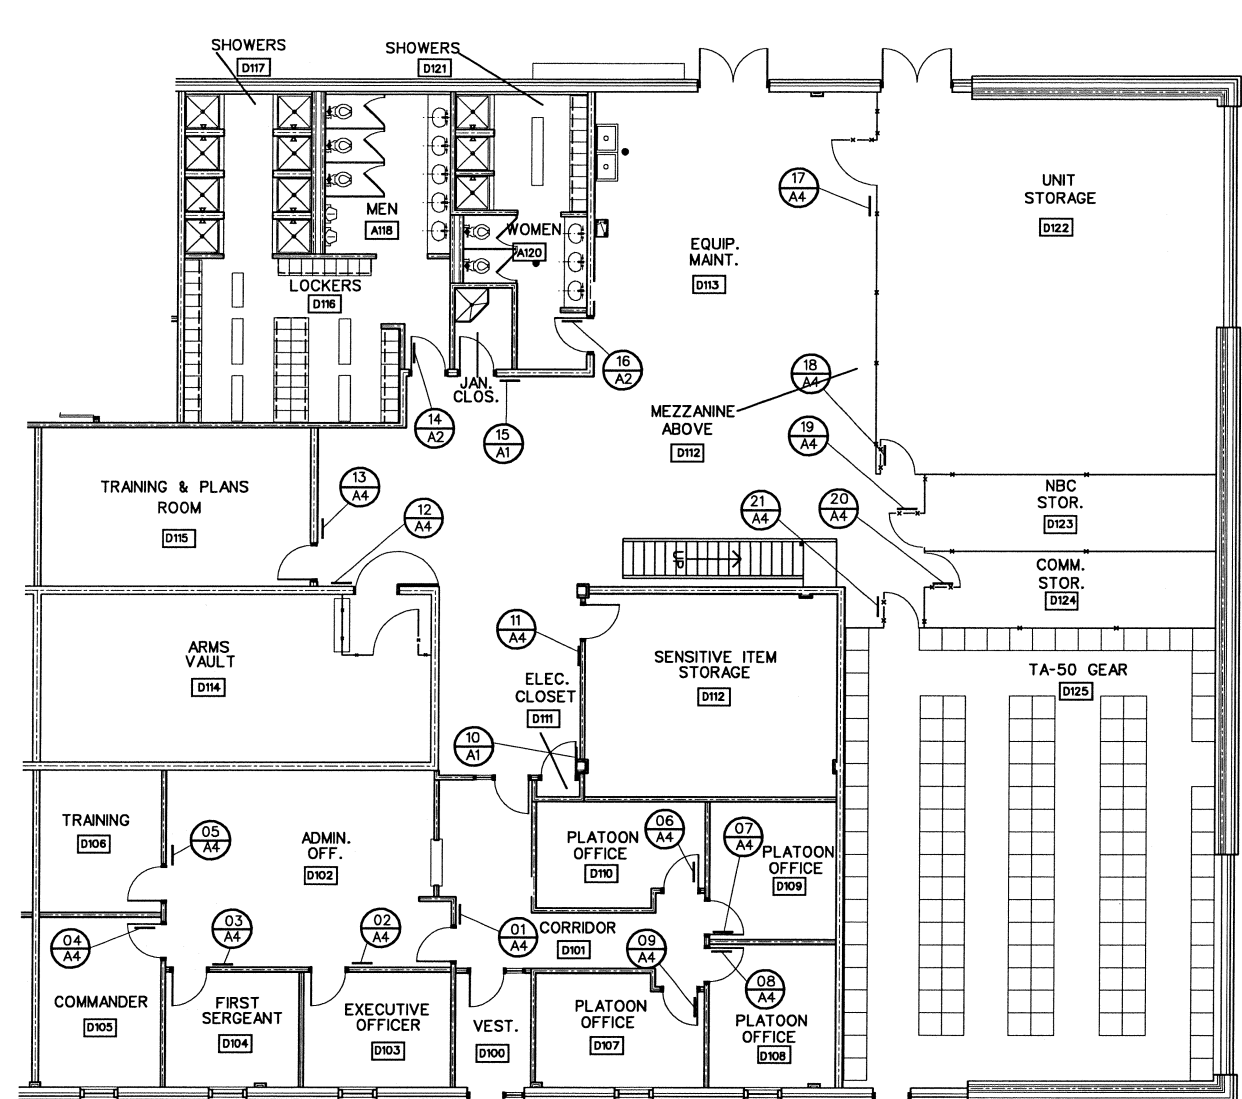 SHOWERS
D117
SHOWERS
D121
17
A4
UNIT
STORAGE
D122
MEN
A118
WOMEN
A120
EQUIP.
MAINT.
D113
LOCKERS
D116
16
A2
18
A4
JAN.
CLOS.
14
A2
15
A1
MEZZANINE
ABOVE
D112
19
A4
13
A4
12
A4
TRAINING & PLANS
ROOM
D115
21
A4
20
A4
NBC
STOR.
D123
UP
COMM.
STOR.
D124
11
A4
ARMS
VAULT
D114
ELEC.
CLOSET
D111
SENSITIVE ITEM
STORAGE
D112
TA-50 GEAR
D125
10
A1
TRAINING
D106
05
A4
ADMIN.
OFF.
D102
PLATOON
OFFICE
D110
06
A4
07
A4
PLATOON
OFFICE
D109
04
A4
03
A4
02
A4
01
A4
CORRIDOR
D101
09
A4
08
A4
COMMANDER
D105
FIRST
SERGEANT
D104
EXECUTIVE
OFFICER
D103
VEST.
D100
PLATOON
OFFICE
D107
PLATOON
OFFICE
D108